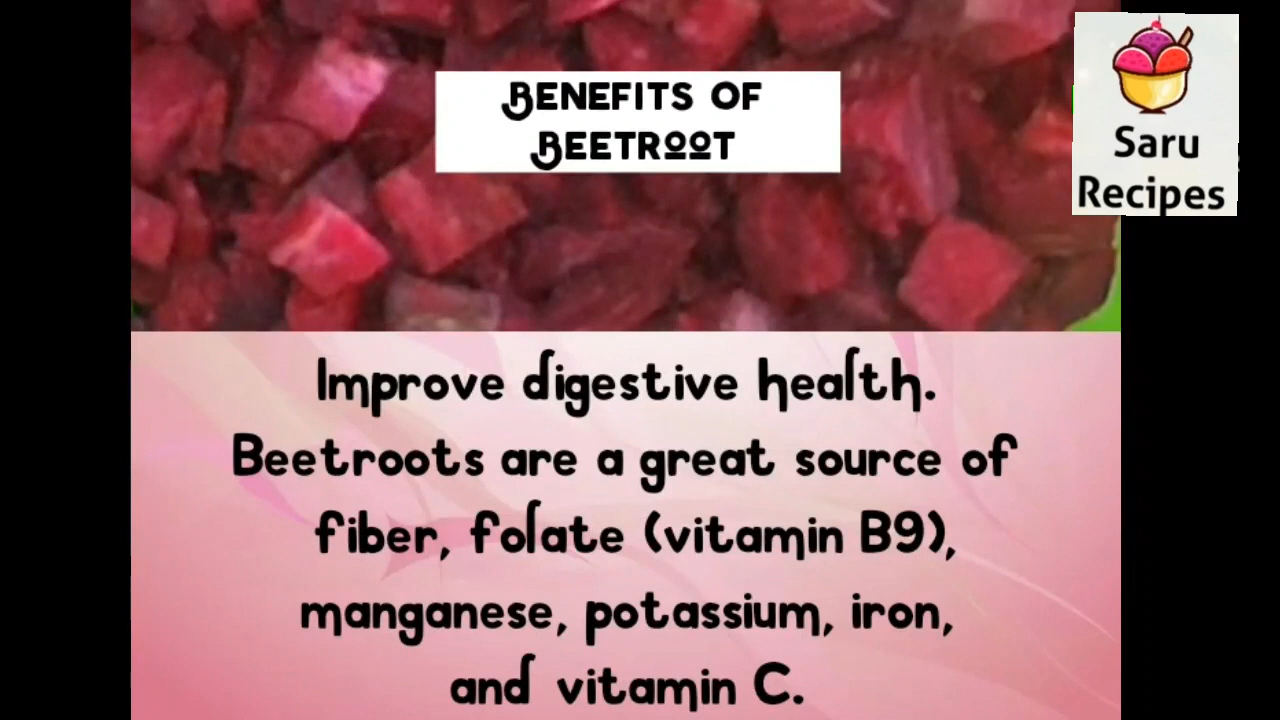 BENEFITS OF
BEETROOT
Saru
Recipes
Improve digestive health.
Beetroots are a great source of
fiber, folate (vitamin B9),
manganese, potassium, iron,
and vitamin C.